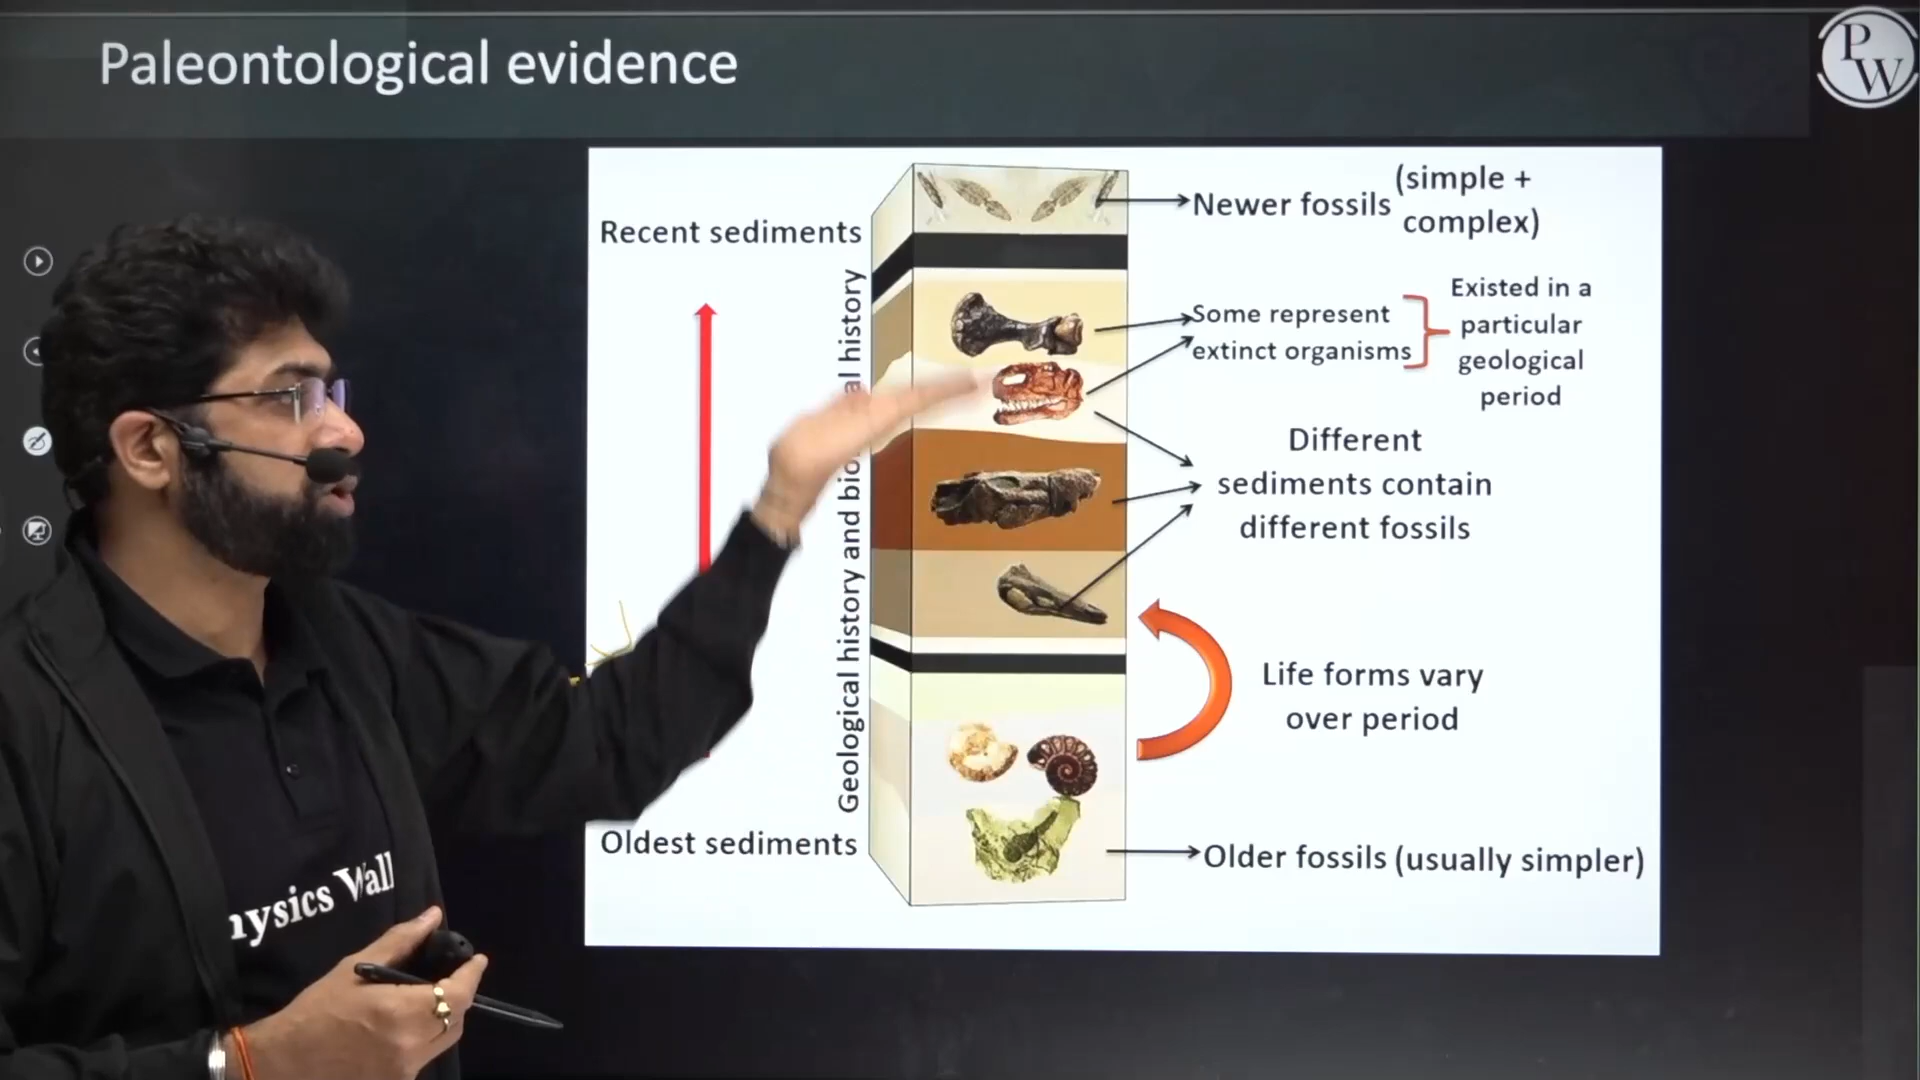 Paleontological evidence
PW
Recent sediments
Newer fossils (simple +
complex)
Some represent
extinct organisms
Existed in a
particular
geological
period
Different
sediments contain
different fossils
Geological history and bio al history
Life forms vary
over period
Oldest sediments
Older fossils (usually simpler)
hysics Wall